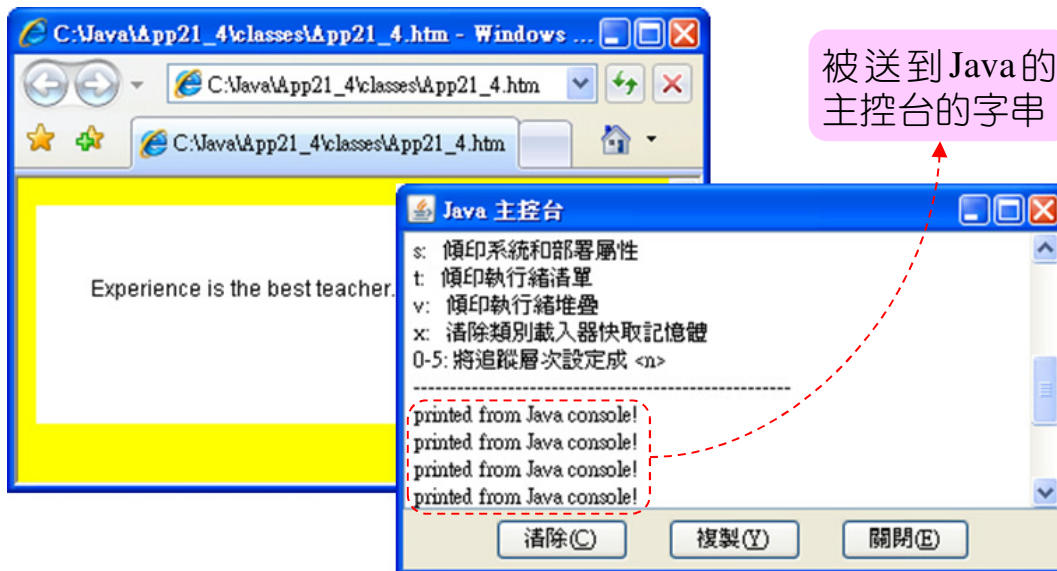 C:\Java\App21_4\classes\App21_4.htm - Windows ...
C:\Java\App21_4\classes\App21_4.htm
C:\Java\App21_4\classes\App21_4.htm
Experience is the best teacher.
被送到Java的
主控台的字串
Java 主控台
s: 傾印系統和部署屬性
t: 傾印執行緒清單
v: 傾印執行緒堆疊
x: 清除類別載入器快取記憶體
0-5: 將追蹤層次設定成 <n>
----------------------------------------------------
printed from Java console!
printed from Java console!
printed from Java console!
printed from Java console!
清除(C)
複製(Y)
關閉(E)